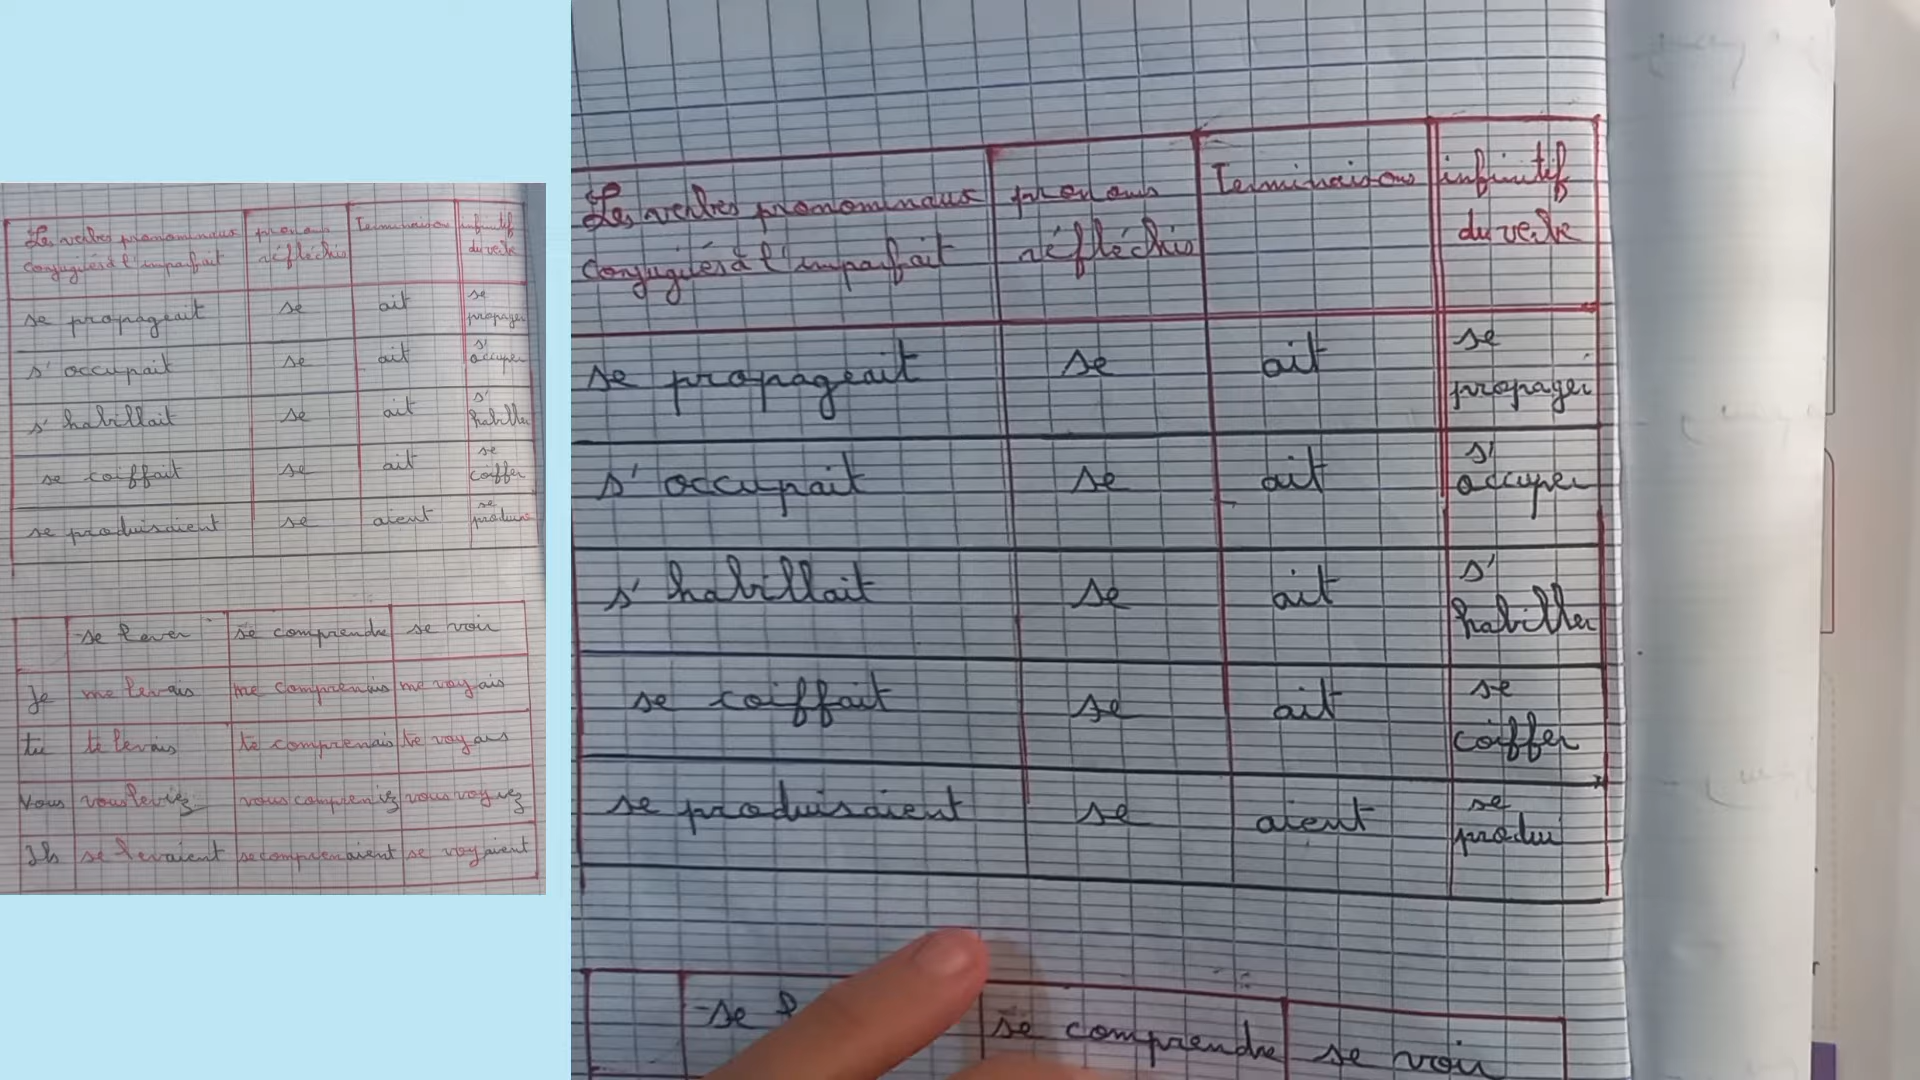 Les verbes pronominaux pronoms Terminaisons infinitif
conjugués à l'imparfait réfléchis du verbe
se propageait se ait se
propager
s'occupait se ait s'
occuper
s'habillait se ait s'
habiller
se coiffait se ait se
coiffer
se produisaient se aient se
produire
se lever se comprendre se voir
Je me levais me comprenais me voyais
tu te levais te comprenais te voyais
Vous vous leviez vous compreniez vous voyiez
Ils se levaient se comprenaient se voyaient
Les verbes pronominaux pronoms Terminaisons infinitif
conjugués à l'imparfait réfléchis du verbe
se propageait se ait se
propager
s'occupait se ait s'
occuper
s'habillait se ait s'
habiller
se coiffait se ait se
coiffer
se produisaient se aient se
produi
se comprendre se voir